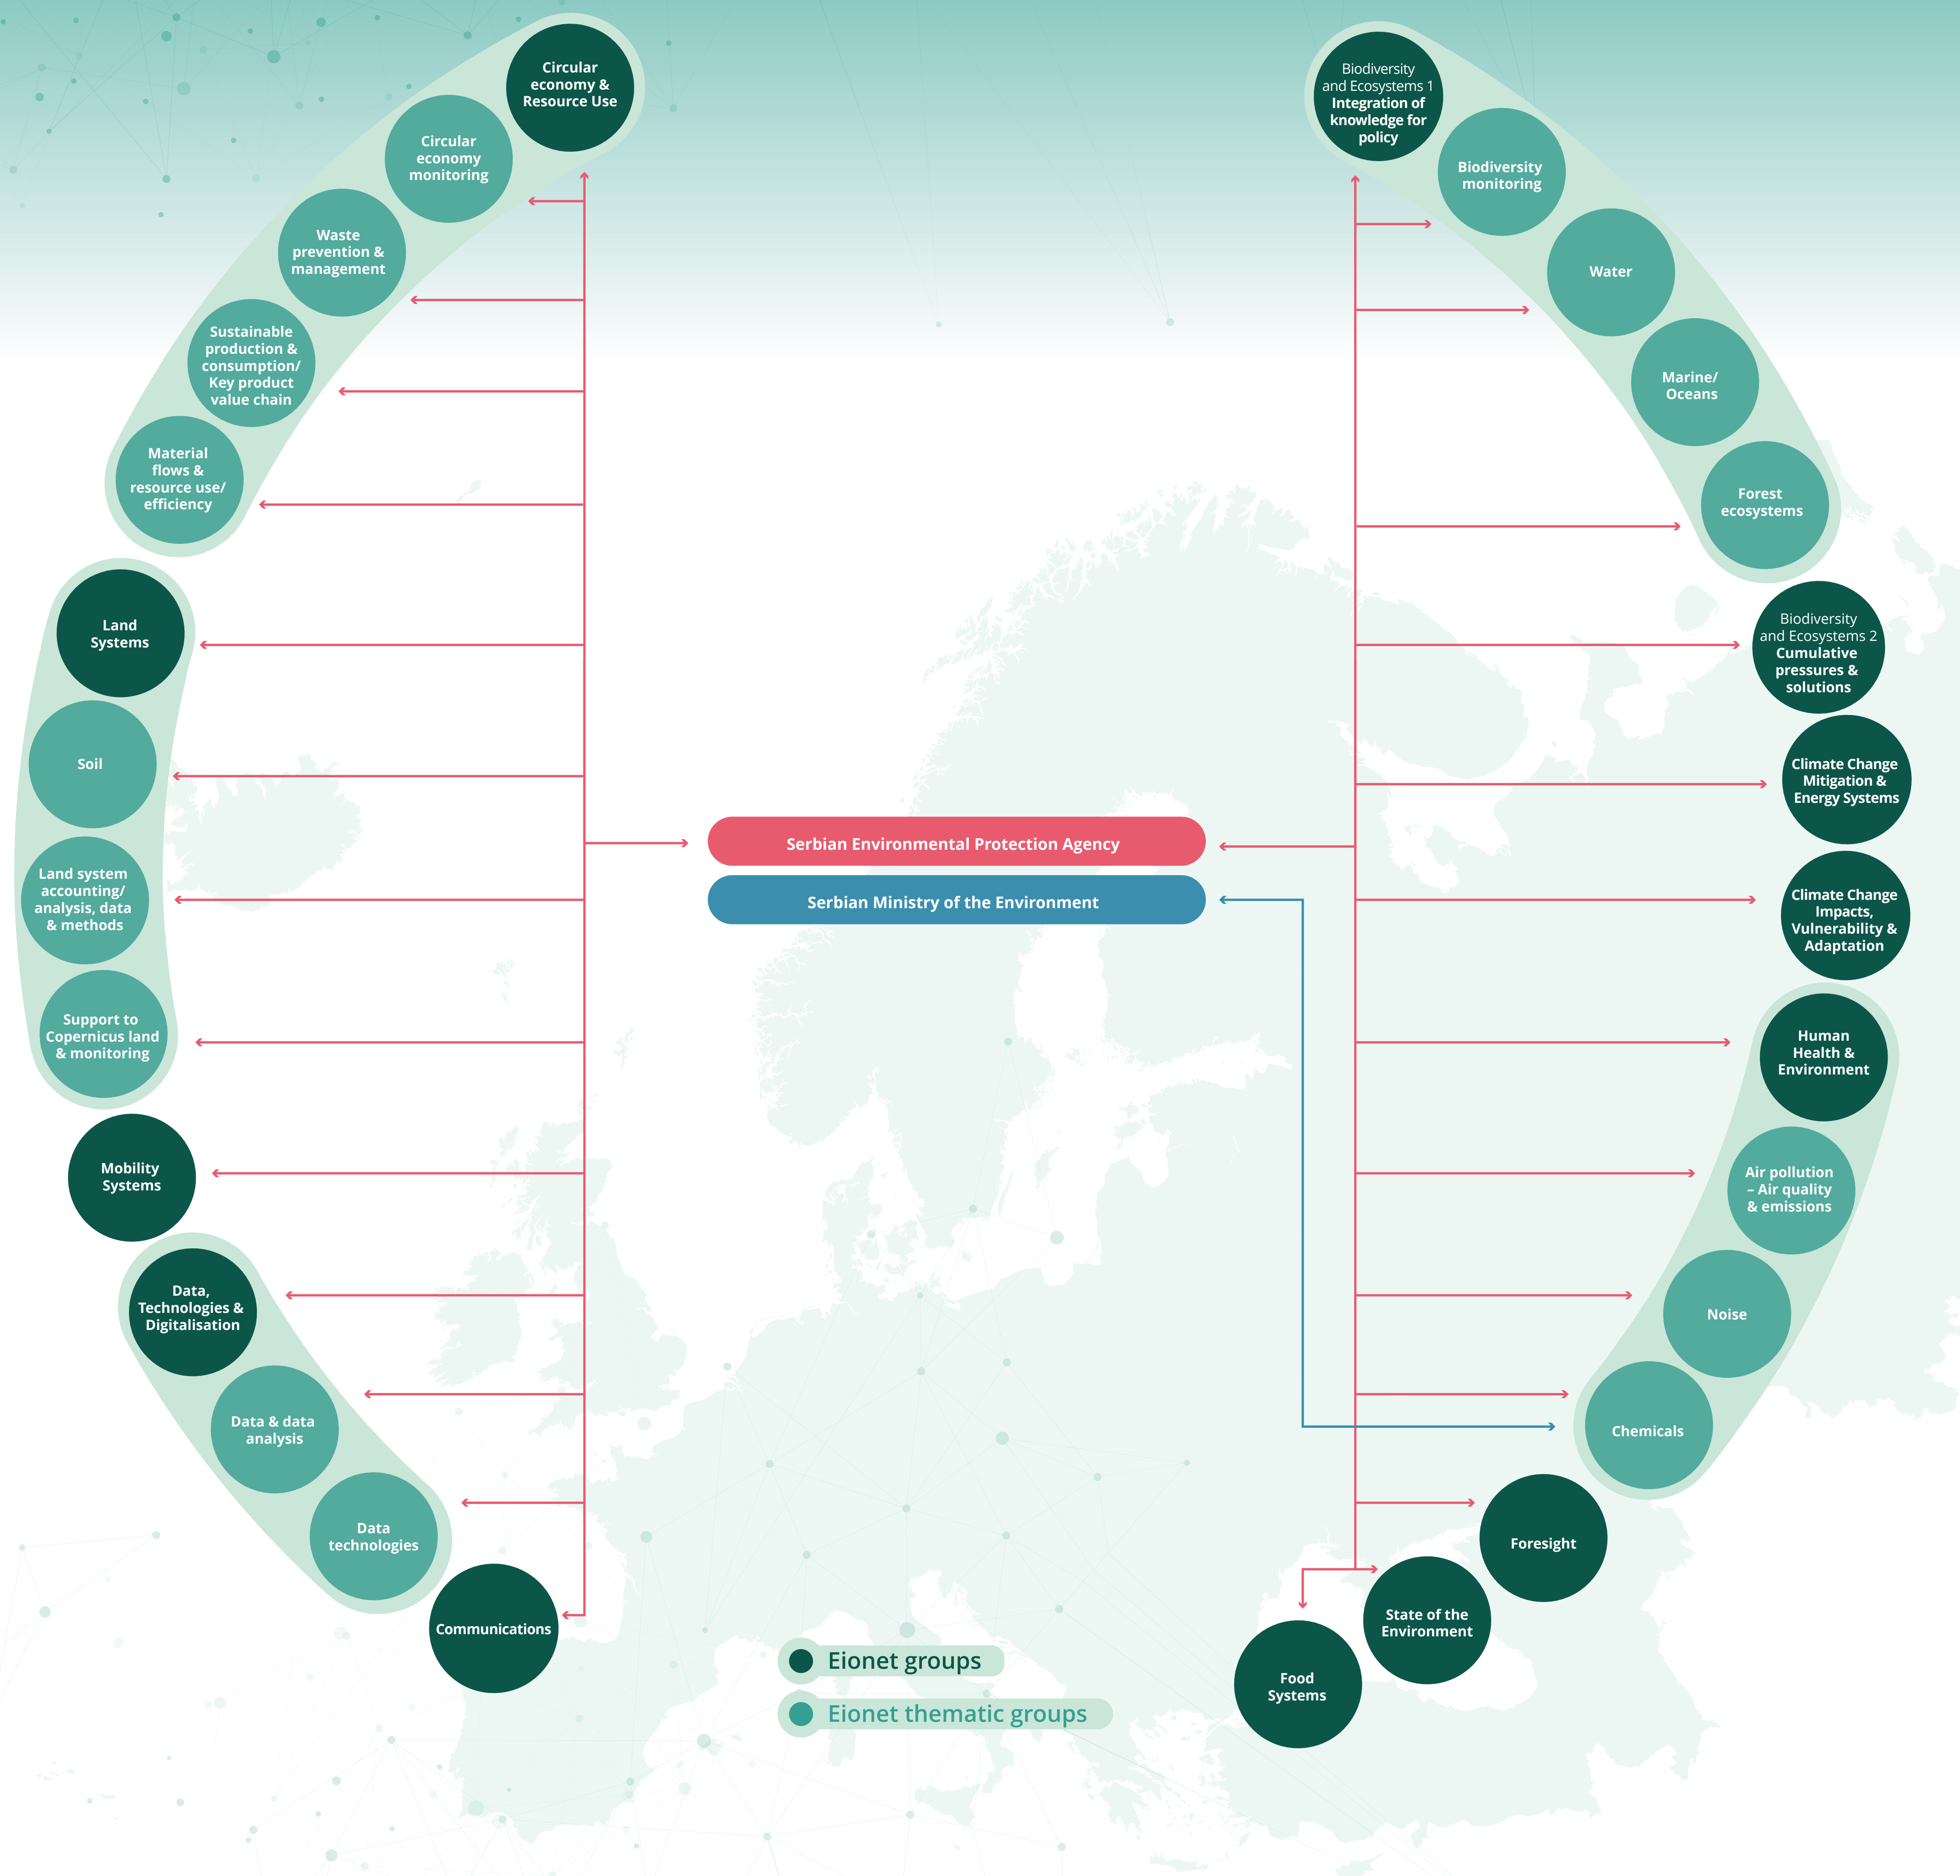 Circular
economy &
Resource Use
Circular
economy
monitoring
Waste
prevention &
management
Sustainable
production &
consumption/
Key product
value chain
Material
flows &
resource use/
efficiency
Land
Systems
Soil
Land system
accounting/
analysis, data
& methods
Support to
Copernicus land
& monitoring
Mobility
Systems
Data,
Technologies &
Digitalisation
Data & data
analysis
Data
technologies
Communications
Serbian Environmental Protection Agency
Serbian Ministry of the Environment
Biodiversity
and Ecosystems 1
Integration of
knowledge for
policy
Biodiversity
monitoring
Water
Marine/
Oceans
Forest
ecosystems
Biodiversity
and Ecosystems 2
Cumulative
pressures &
solutions
Climate Change
Mitigation &
Energy Systems
Climate Change
Impacts,
Vulnerability &
Adaptation
Human
Health &
Environment
Air pollution
– Air quality
& emissions
Noise
Chemicals
Foresight
State of the
Environment
Food
Systems
Eionet groups
Eionet thematic groups